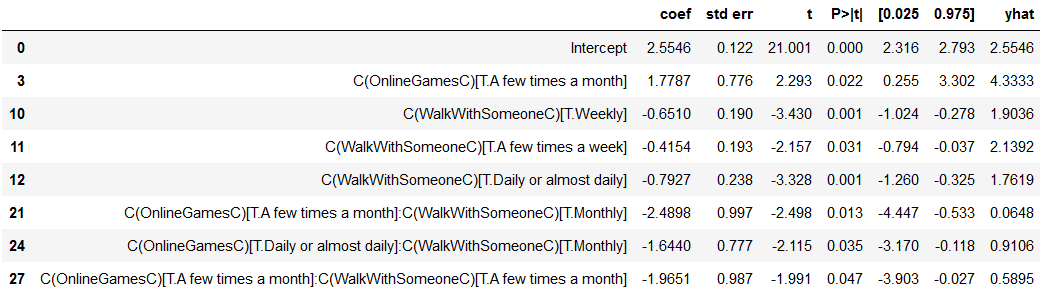 coef std err t P>|t| [0.025 0.975] yhat
0 Intercept 2.5546 0.122 21.001 0.000 2.316 2.793 2.5546
3 C(OnlineGamesC)[T.A few times a month] 1.7787 0.776 2.293 0.022 0.255 3.302 4.3333
10 C(WalkWithSomeoneC)[T.Weekly] -0.6510 0.190 -3.430 0.001 -1.024 -0.278 1.9036
11 C(WalkWithSomeoneC)[T.A few times a week] -0.4154 0.193 -2.157 0.031 -0.794 -0.037 2.1392
12 C(WalkWithSomeoneC)[T.Daily or almost daily] -0.7927 0.238 -3.328 0.001 -1.260 -0.325 1.7619
21 C(OnlineGamesC)[T.A few times a month]:C(WalkWithSomeoneC)[T.Monthly] -2.4898 0.997 -2.498 0.013 -4.447 -0.533 0.0648
24 C(OnlineGamesC)[T.Daily or almost daily]:C(WalkWithSomeoneC)[T.Monthly] -1.6440 0.777 -2.115 0.035 -3.170 -0.118 0.9106
27 C(OnlineGamesC)[T.A few times a month]:C(WalkWithSomeoneC)[T.A few times a month] -1.9651 0.987 -1.991 0.047 -3.903 -0.027 0.5895